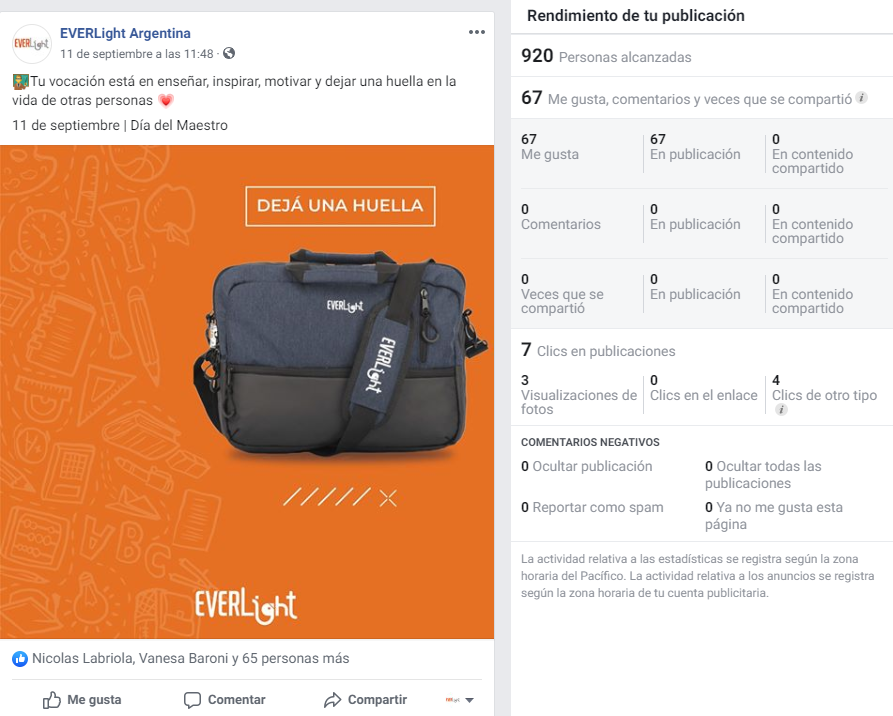 EVERLight
EVERLight Argentina
11 de septiembre a las 11:48 ·
Tu vocación está en enseñar, inspirar, motivar y dejar una huella en la
vida de otras personas
11 de septiembre | Día del Maestro
DEJÁ UNA HUELLA
EVERLight
EVERLight
ABC
EVERLight
Nicolas Labriola, Vanesa Baroni y 65 personas más
Me gusta
Comentar
Compartir
Rendimiento de tu publicación
920 Personas alcanzadas
67 Me gusta, comentarios y veces que se compartió i
67
Me gusta
67
En publicación
0
En contenido
compartido
0
Comentarios
0
En publicación
0
En contenido
compartido
0
Veces que se
compartió
0
En publicación
0
En contenido
compartido
7 Clics en publicaciones
3
Visualizaciones de
fotos
0
Clics en el enlace
4
Clics de otro tipo
i
COMENTARIOS NEGATIVOS
0 Ocultar publicación
0 Ocultar todas las
publicaciones
0 Reportar como spam
0 Ya no me gusta esta
página
La actividad relativa a las estadísticas se registra según la zona
horaria del Pacífico. La actividad relativa a los anuncios se registra
según la zona horaria de tu cuenta publicitaria.